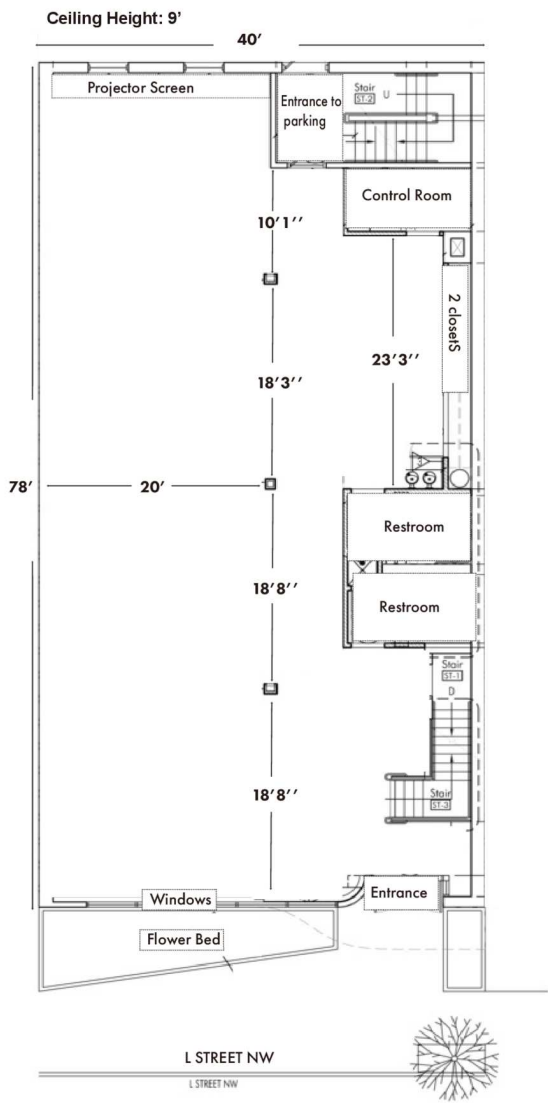 Ceiling Height: 9’
40’
Projector Screen
Stair
ST-2
U
Entrance to
parking
Control Room
10’1’’
2 closetS
23’3’’
18’3’’
78’
20’
Restroom
18’8’’
Restroom
Stair
ST-1
D
18’8’’
Stair
ST-3
Windows
Entrance
Flower Bed
L STREET NW
L STREET NW